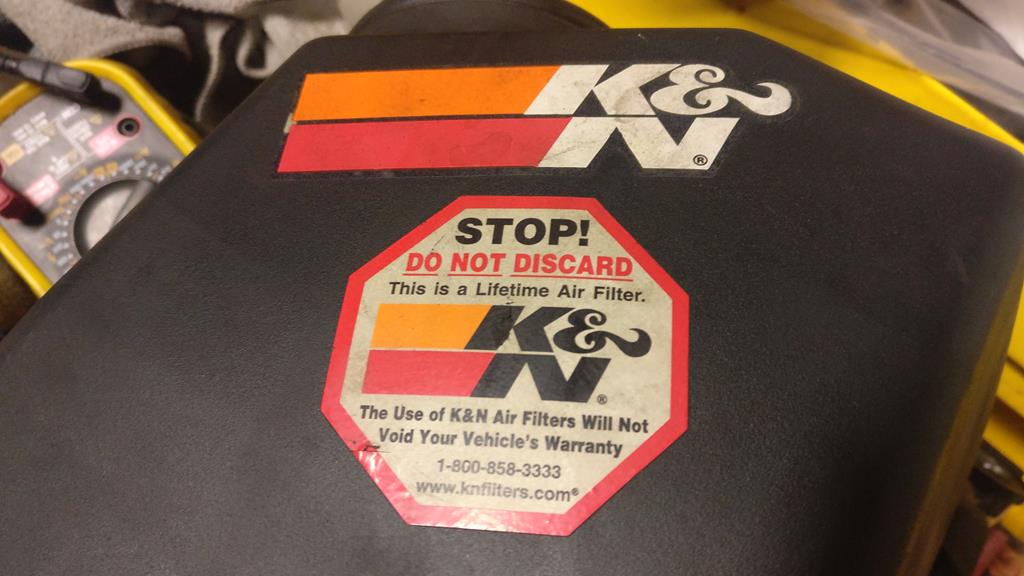 K&
N®
STOP!
DO NOT DISCARD
This is a Lifetime Air Filter.
K&
N®
The Use of K&N Air Filters Will Not
Void Your Vehicle's Warranty
1-800-858-3333
www.knfilters.com®